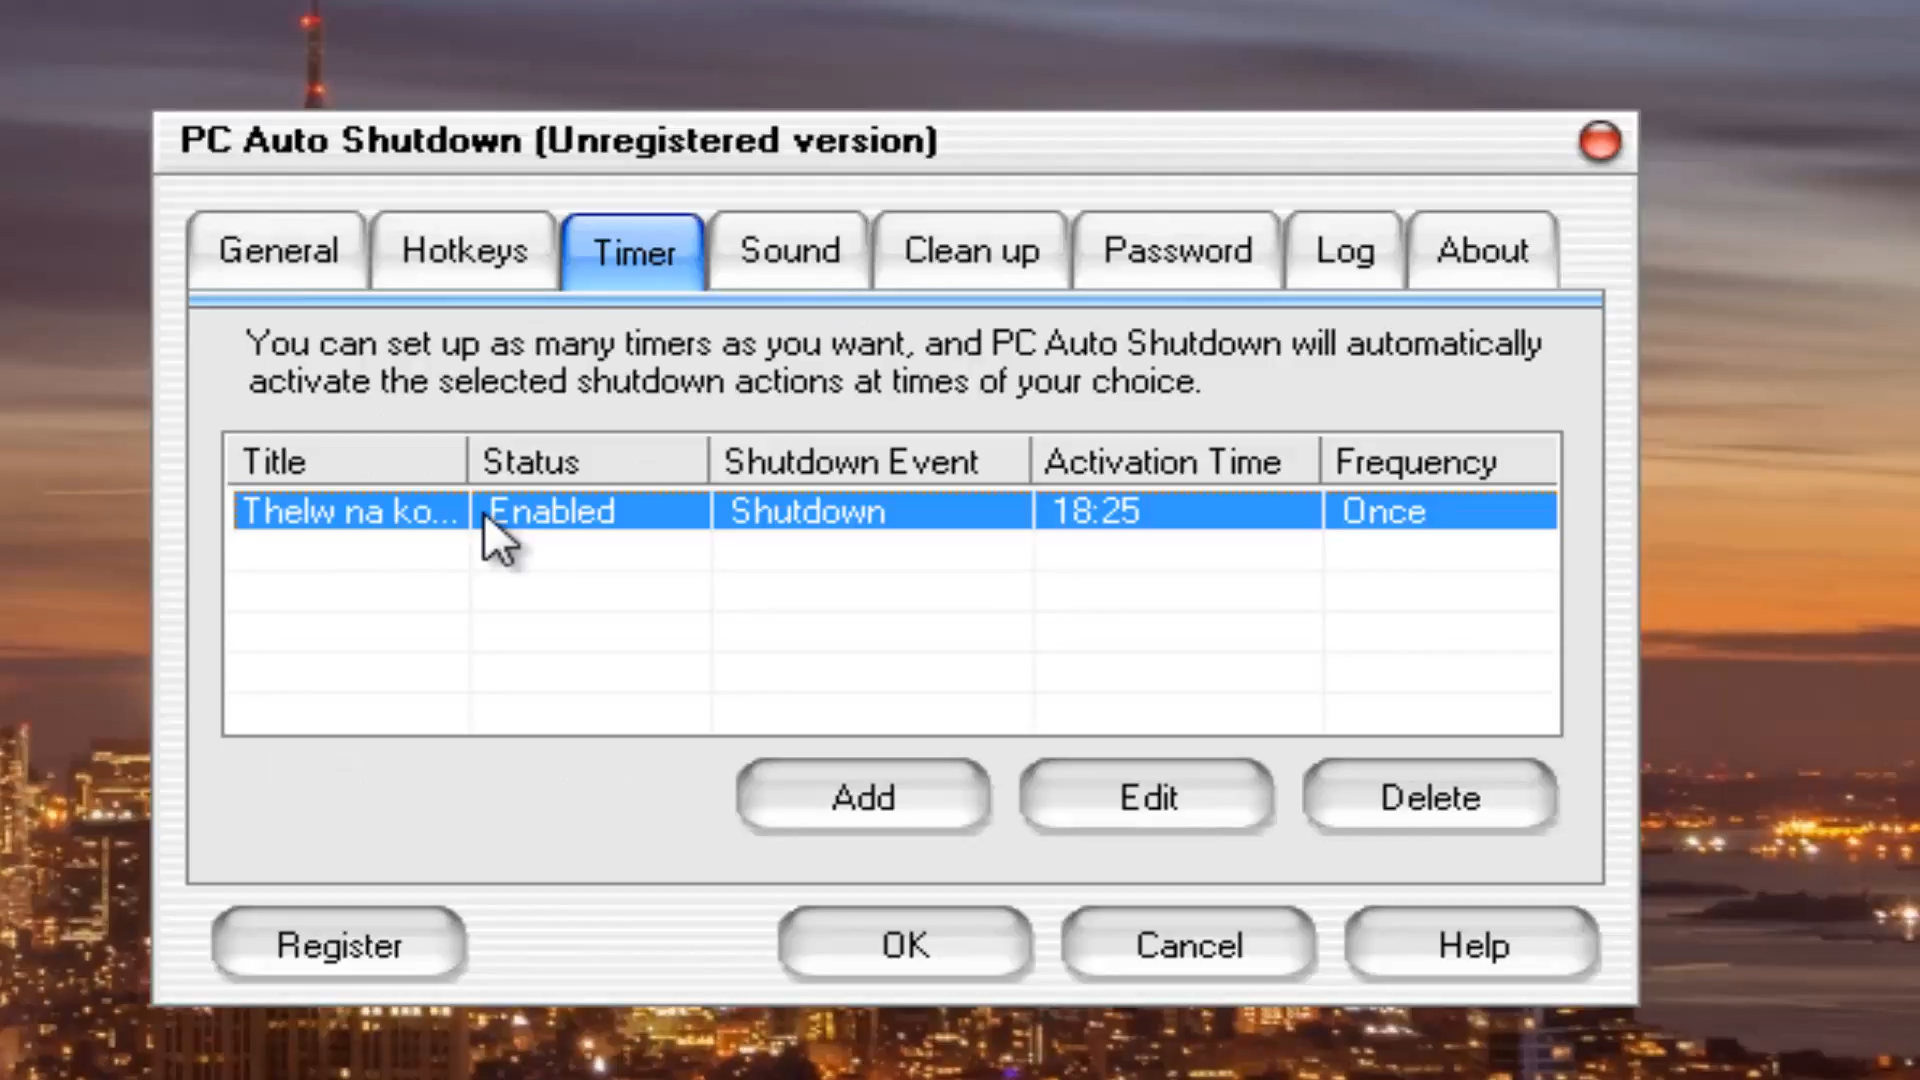 PC Auto Shutdown (Unregistered version)
General Hotkeys Timer Sound Clean up Password Log About
You can set up as many timers as you want, and PC Auto Shutdown will automatically
activate the selected shutdown actions at times of your choice.
Title Status Shutdown Event Activation Time Frequency
Thelw na ko... Enabled Shutdown 18:25 Once
Add Edit Delete
Register OK Cancel Help